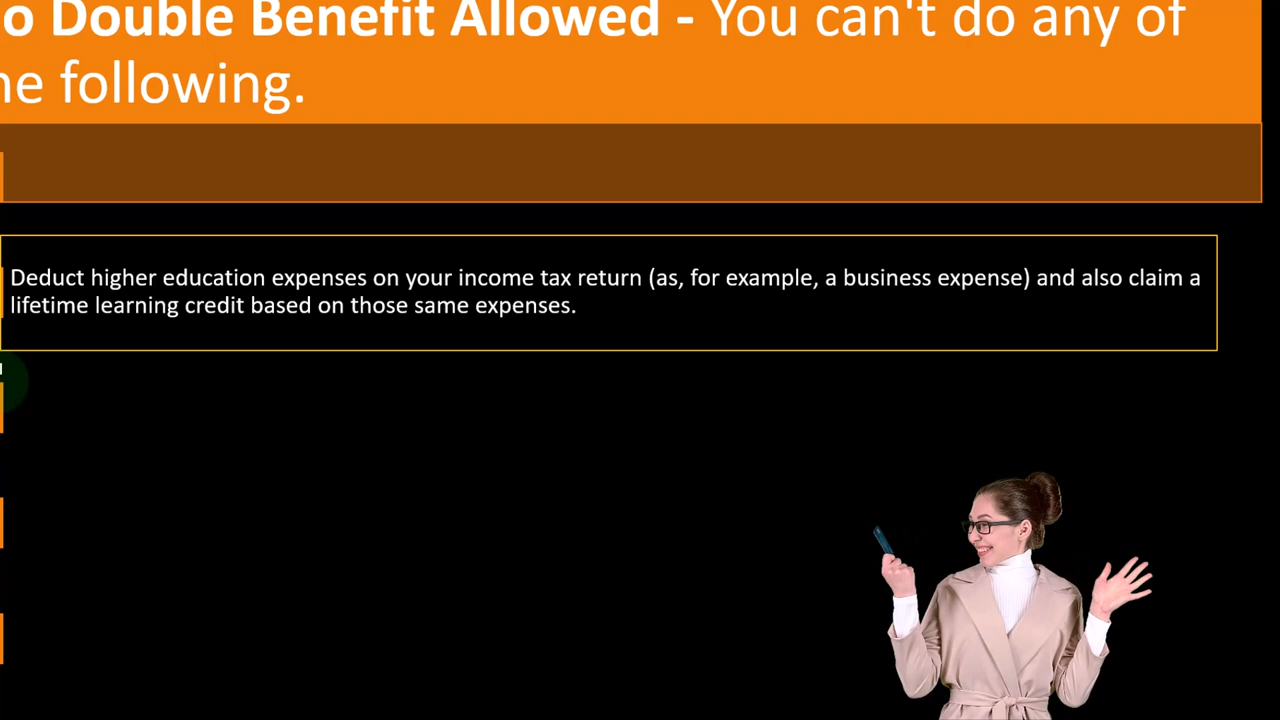 o Double Benefit Allowed - You can't do any of
he following.
Deduct higher education expenses on your income tax return (as, for example, a business expense) and also claim a
lifetime learning credit based on those same expenses.